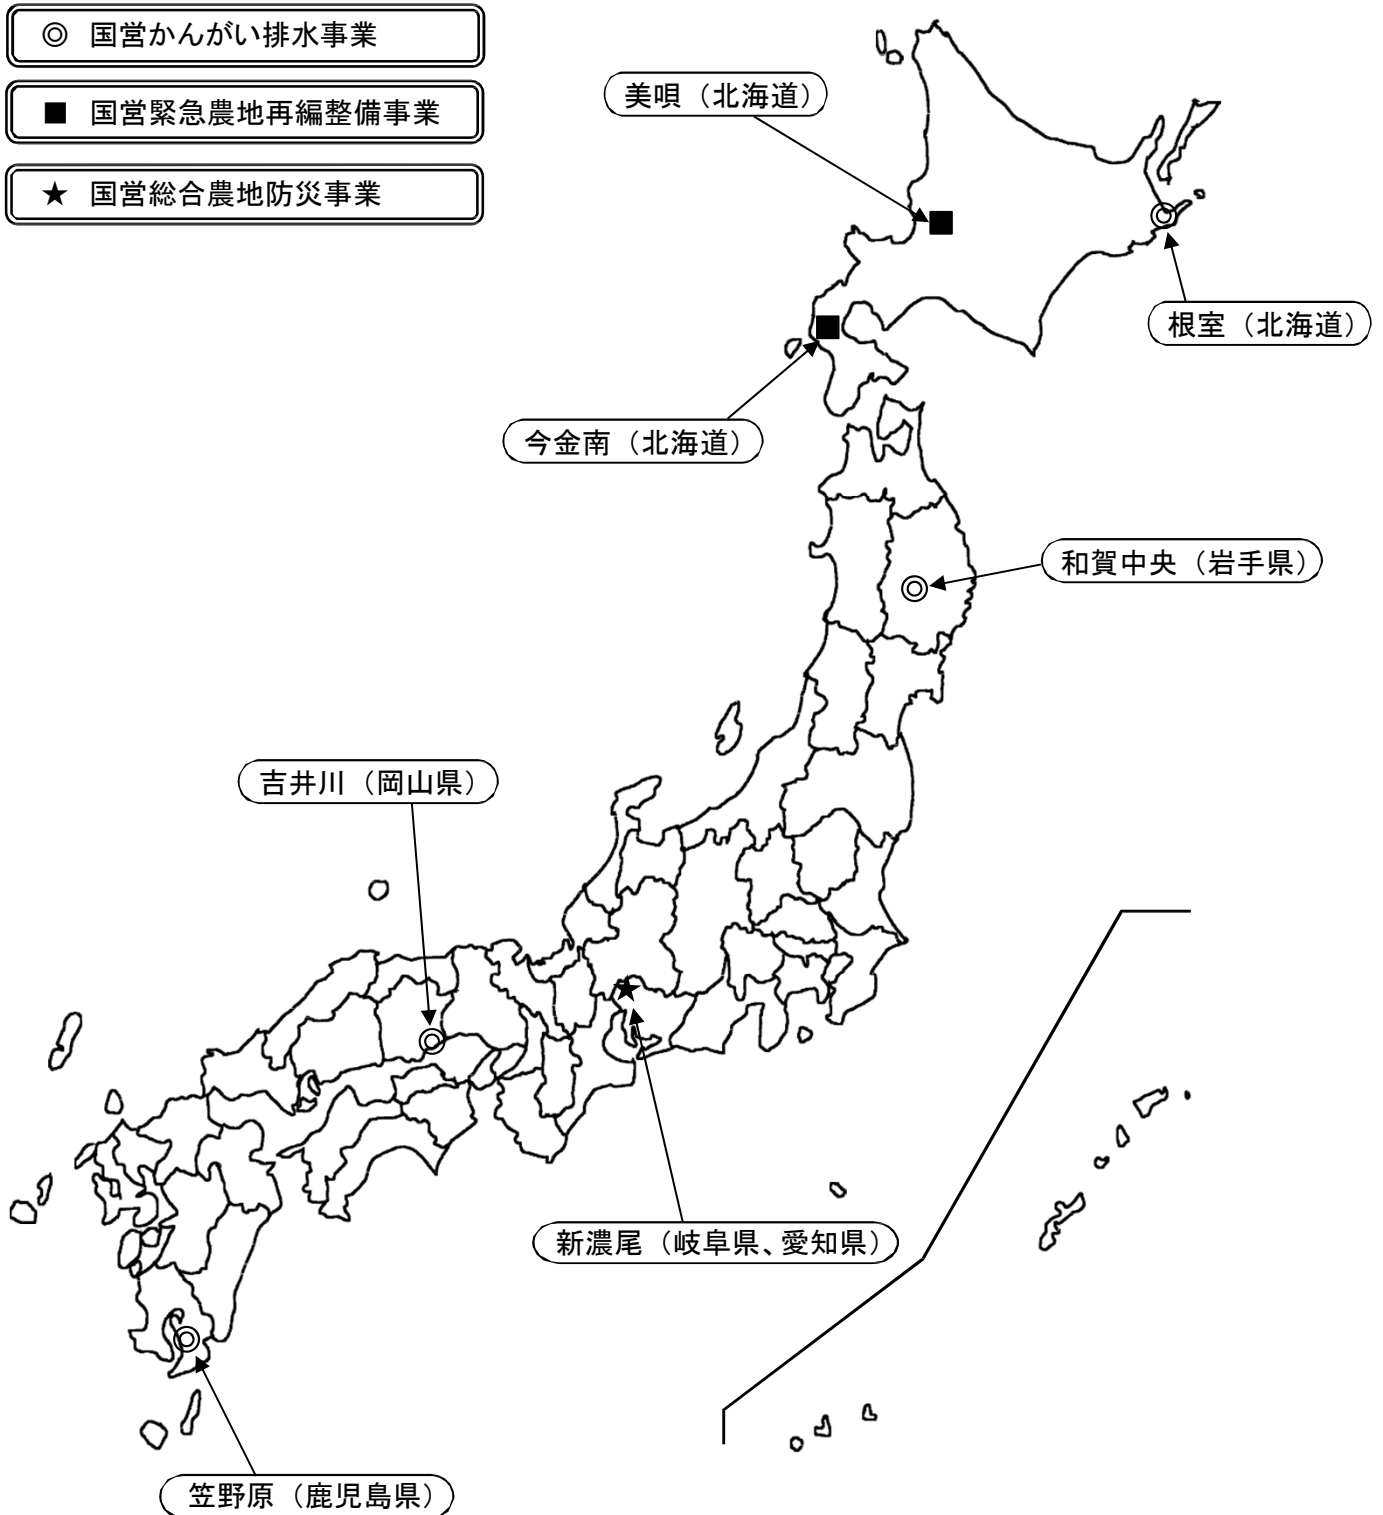 ◎ 国営かんがい排水事業
■ 国営緊急農地再編整備事業
★ 国営総合農地防災事業
美唄（北海道）
根室（北海道）
今金南（北海道）
和賀中央（岩手県）
吉井川（岡山県）
新濃尾（岐阜県、愛知県）
笠野原（鹿児島県）